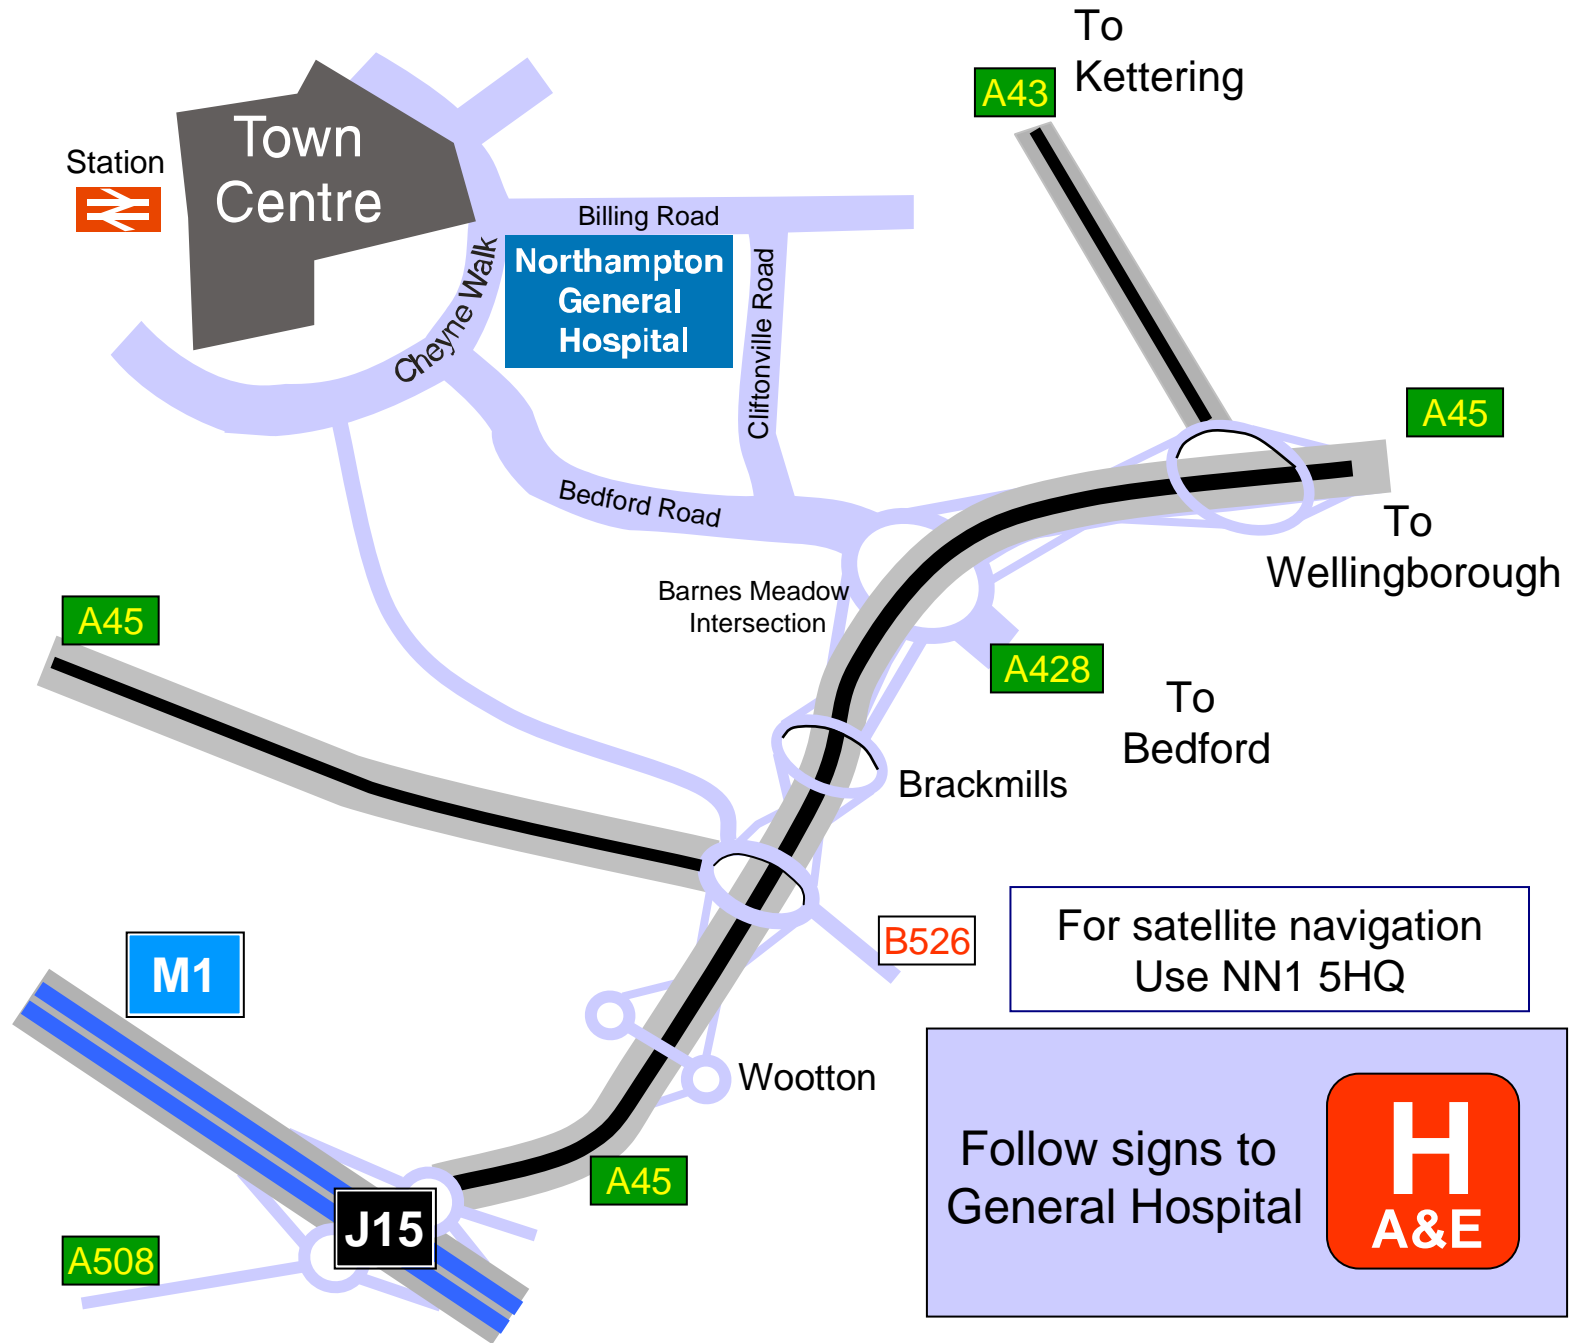 To
Kettering
A43
Town
Centre
Station
Billing Road
Northampton
General
Hospital
Cheyne Walk
Cliftonville Road
A45
Bedford Road
To
Wellingborough
Barnes Meadow
Intersection
A45
A428
To
Bedford
Brackmills
B526
For satellite navigation
Use NN1 5HQ
M1
Wootton
Follow signs to
General Hospital
H
A&E
A45
J15
A508